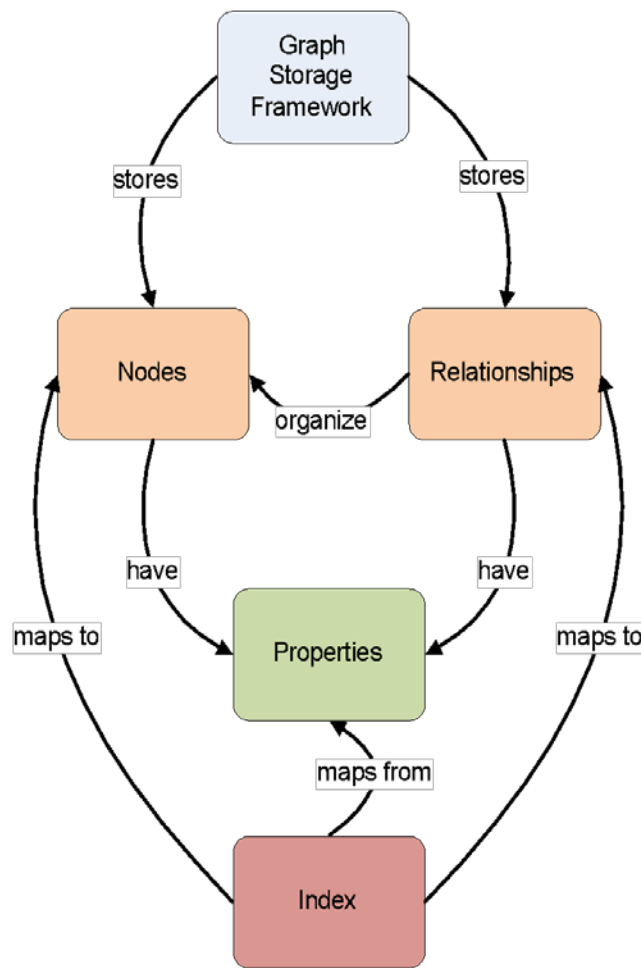 Graph
Storage
Framework
stores
stores
Nodes
Relationships
organize
have
have
Properties
maps to
maps to
maps from
Index